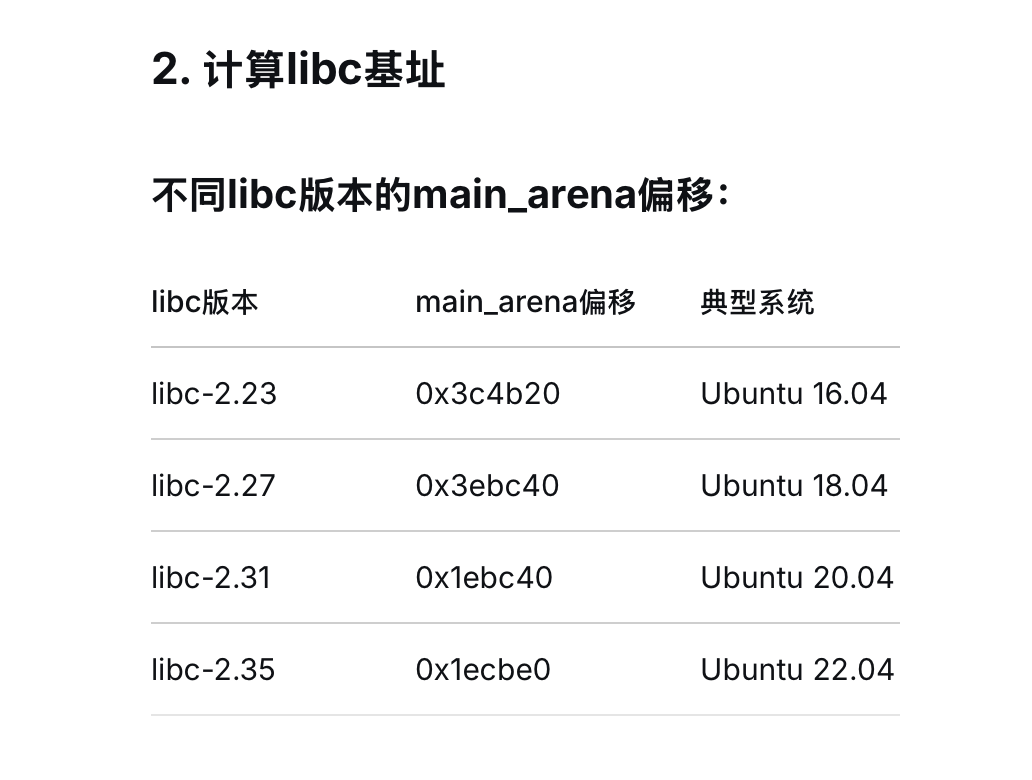 2. 计算libc基址
不同libc版本的main_arena偏移：
libc版本 main_arena偏移 典型系统
libc-2.23 0x3c4b20 Ubuntu 16.04
libc-2.27 0x3ebc40 Ubuntu 18.04
libc-2.31 0x1ebc40 Ubuntu 20.04
libc-2.35 0x1ecbe0 Ubuntu 22.04